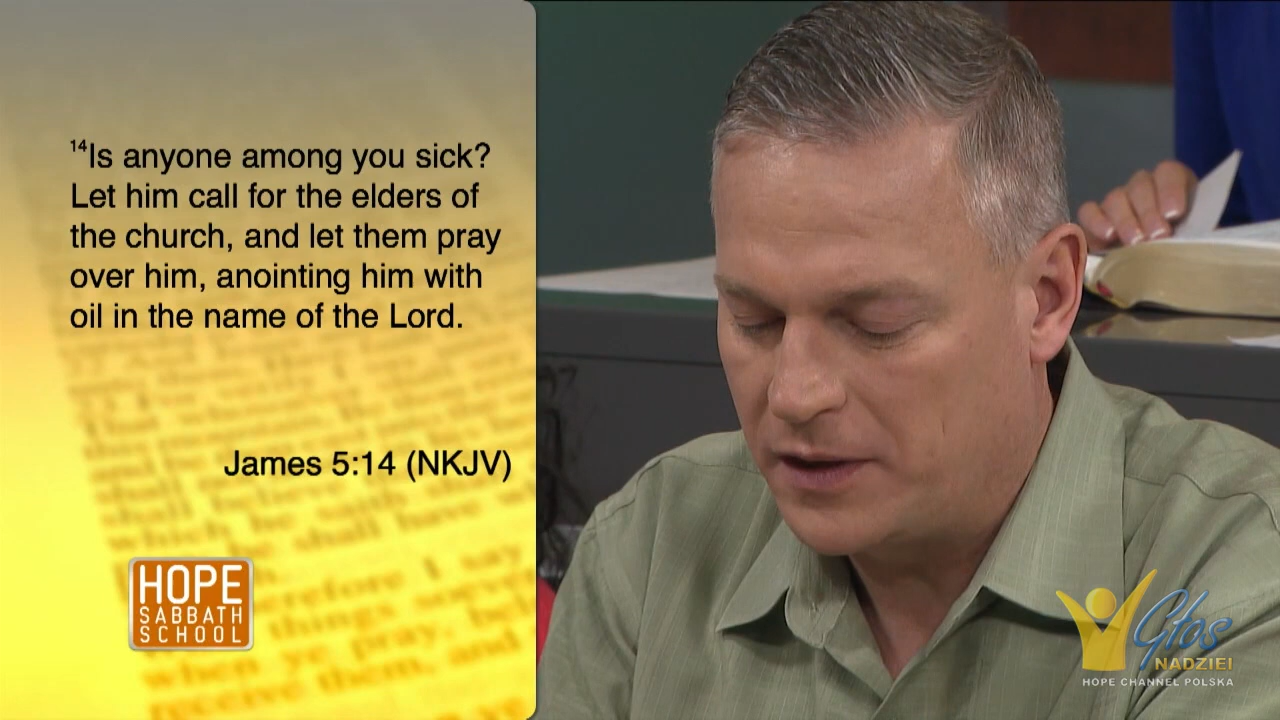 ¹⁴Is anyone among you sick?
Let him call for the elders of
the church, and let them pray
over him, anointing him with
oil in the name of the Lord.
James 5:14 (NKJV)
HOPE
SABBATH
SCHOOL
Głos
NADZIEI
HOPE CHANNEL POLSKA